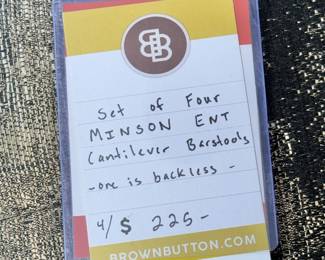 BB
Set of Four
MINSON ENT
Cantilever Barstools
- one is backless -
4/$ 225-
BROWNBUTTON.COM